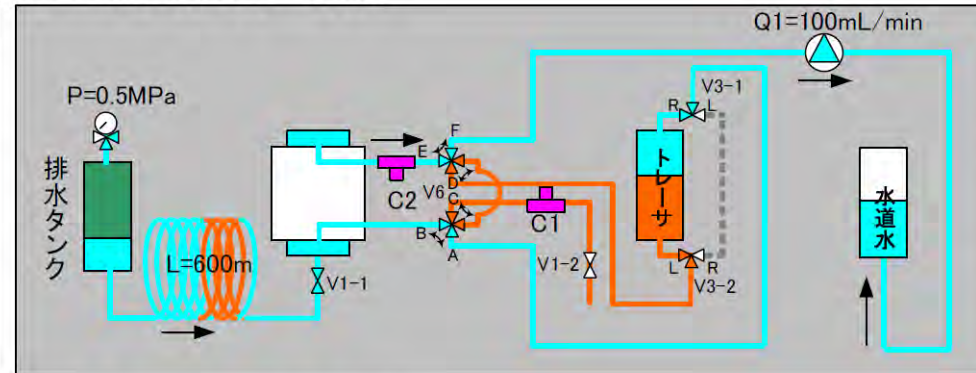 Q1=100mL/min
P=0.5MPa
排水タンク
L=600m
V1-1
C2
E
F
V6
D
C
B
A
C1
V1-2
R
L
V3-1
トレーサ
L
R
V3-2
水道水